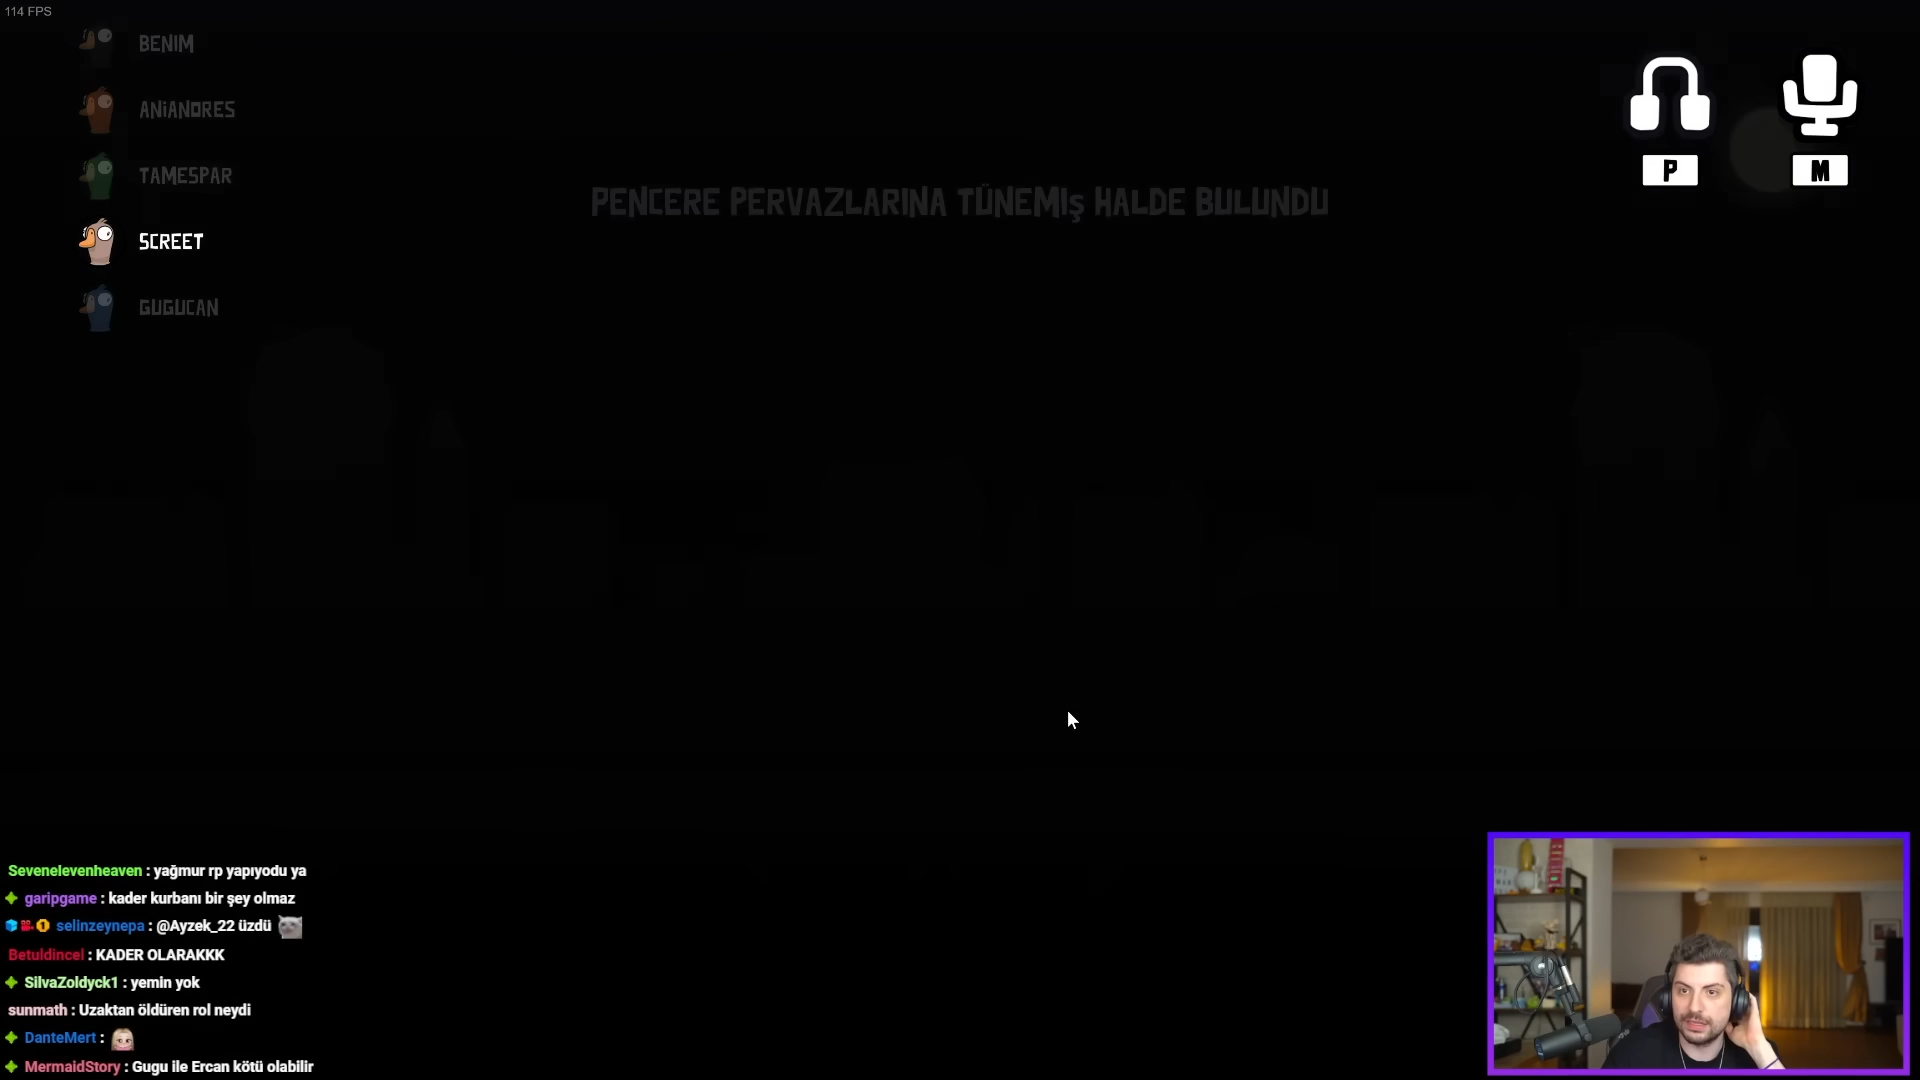 114 FPS
BENIM
ANiANORES
TAMESPAR
SCREET
GUGUCAN
PENCERE PERVAZLARINA TÜNEMIş HALDE BULUNDU
P
M
Sevenelevenheaven : yağmur rp yapıyodu ya
garipgame : kader kurbanı bir şey olmaz
selinzeynepa : @Ayzek_22 üzdü
Betuldincel : KADER OLARAKKK
SilvaZoldyck1 : yemin yok
sunmath : Uzaktan öldüren rol neydi
DanteMert :
MermaidStory : Gugu ile Ercan kötü olabilir